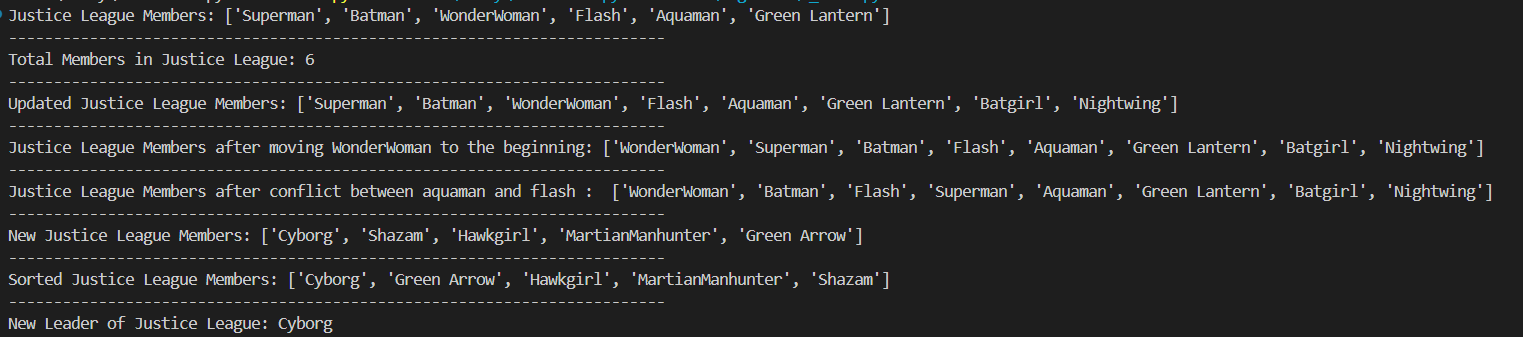 Justice League Members: ['Superman', 'Batman', 'WonderWoman', 'Flash', 'Aquaman', 'Green Lantern']
-------------------------------------------------------------------------
Total Members in Justice League: 6
-------------------------------------------------------------------------
Updated Justice League Members: ['Superman', 'Batman', 'WonderWoman', 'Flash', 'Aquaman', 'Green Lantern', 'Batgirl', 'Nightwing']
-------------------------------------------------------------------------
Justice League Members after moving WonderWoman to the beginning: ['WonderWoman', 'Superman', 'Batman', 'Flash', 'Aquaman', 'Green Lantern', 'Batgirl', 'Nightwing']
-------------------------------------------------------------------------
Justice League Members after conflict between aquaman and flash :  ['WonderWoman', 'Batman', 'Flash', 'Superman', 'Aquaman', 'Green Lantern', 'Batgirl', 'Nightwing']
-------------------------------------------------------------------------
New Justice League Members: ['Cyborg', 'Shazam', 'Hawkgirl', 'MartianManhunter', 'Green Arrow']
-------------------------------------------------------------------------
Sorted Justice League Members: ['Cyborg', 'Green Arrow', 'Hawkgirl', 'MartianManhunter', 'Shazam']
-------------------------------------------------------------------------
New Leader of Justice League: Cyborg